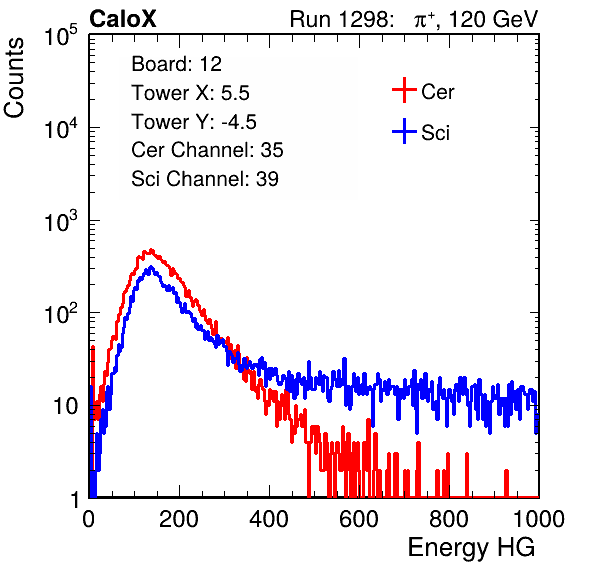 CaloX Run 1298: π⁺, 120 GeV
Counts
10⁵
10⁴
10³
10²
10
1
Board: 12
Tower X: 5.5
Tower Y: -4.5
Cer Channel: 35
Sci Channel: 39
Cer
Sci
0 200 400 600 800 1000
Energy HG